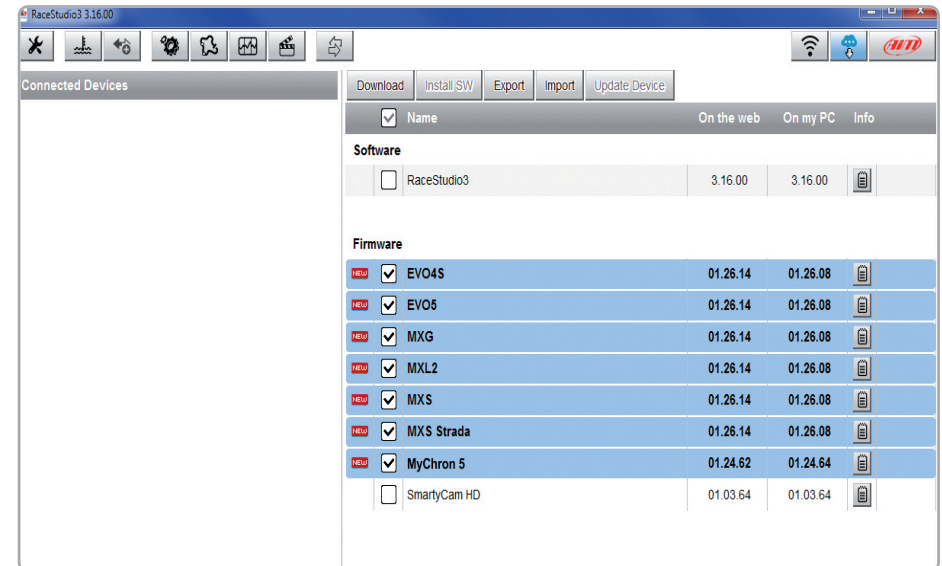 RaceStudio3 3.16.00
AiM
Connected Devices
Download Install SW Export Import Update Device
Name On the web On my PC Info
Software
RaceStudio3 3.16.00 3.16.00
Firmware
NEW EVO4S 01.26.14 01.26.08
NEW EVO5 01.26.14 01.26.08
NEW MXG 01.26.14 01.26.08
NEW MXL2 01.26.14 01.26.08
NEW MXS 01.26.14 01.26.08
NEW MXS Strada 01.26.14 01.26.08
NEW MyChron 5 01.24.62 01.24.64
SmartyCam HD 01.03.64 01.03.64